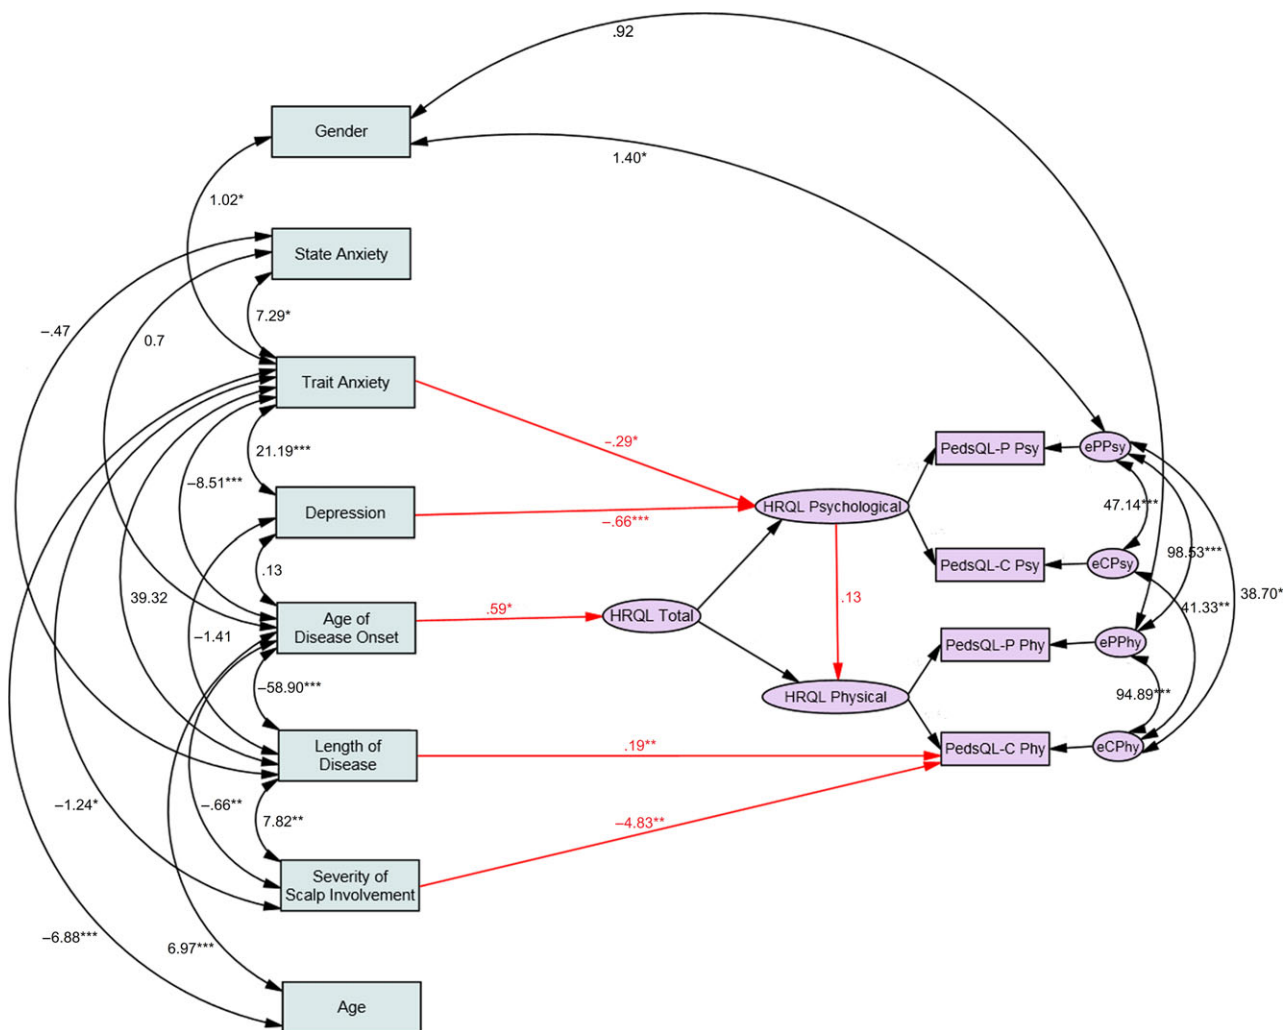 .92
Gender
1.40*
1.02*
State Anxiety
7.29*
–.47
0.7
Trait Anxiety
–.29*
21.19***
–8.51***
PedsQL-P Psy
ePPsy
Depression
–.66***
HRQL Psychological
47.14***
98.53***
.13
PedsQL-C Psy
eCPsy
39.32
38.70*
.13
Age of
Disease Onset
.59*
HRQL Total
41.33**
–1.41
PedsQL-P Phy
ePPhy
–58.90***
HRQL Physical
94.89***
Length of
Disease
.19**
PedsQL-C Phy
eCPhy
–1.24*
–.66**
7.82**
–4.83**
Severity of
Scalp Involvement
–6.88***
6.97***
Age